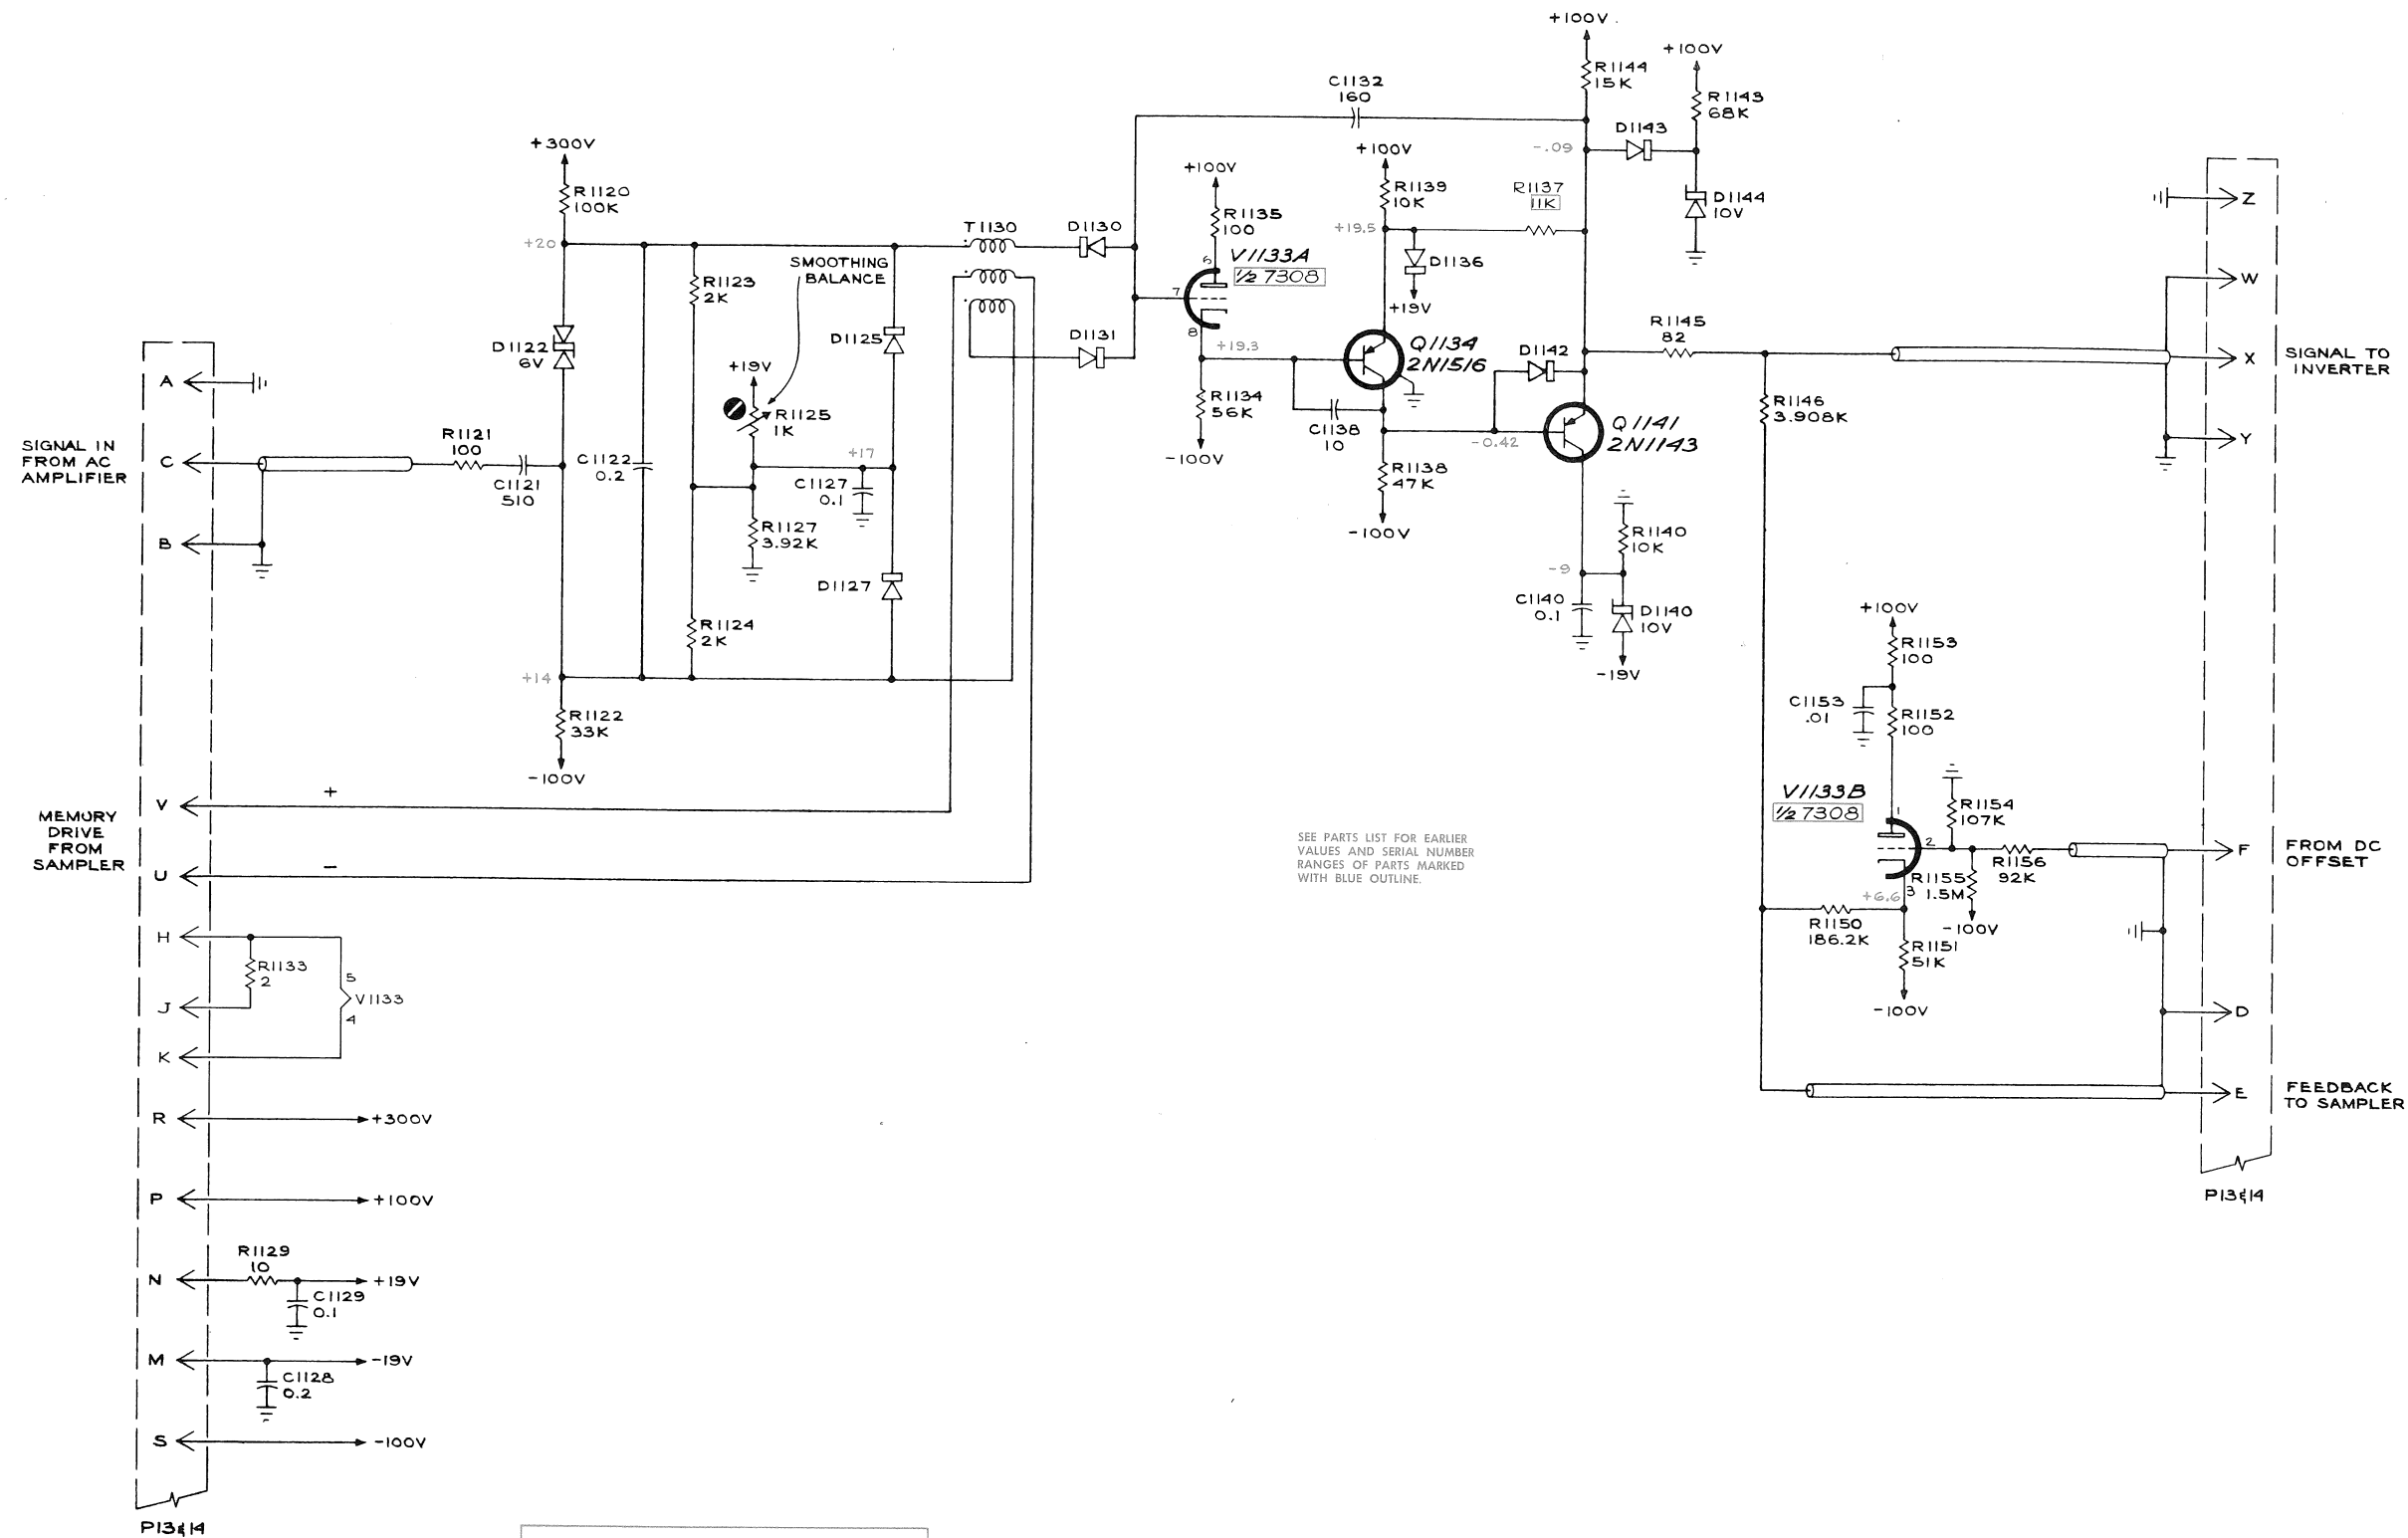 +100V.
+100V
R1144
15K
R1143
68K
C1132
160
D1143
-.09
D1144
10V
+300V
R1120
100K
+20
+100V
R1135
100
V1133A
½ 7308
6
7
8
+19.3
+100V
R1139
10K
+19.5
R1137
11K
D1136
+19V
T1130
D1130
D1131
SMOOTHING
BALANCE
R1123
2K
D1125
D1122
6V
+19V
R1125
1K
Q1134
2N1516
D1142
R1145
82
R1134
56K
-100V
C1138
10
-0.42
Q1141
2N1143
R1138
47K
-100V
R1146
3.908K
A
SIGNAL IN
FROM AC
AMPLIFIER
C
R1121
100
C1121
510
C1122
0.2
+17
C1127
0.1
R1127
3.92K
B
D1127
R1124
2K
+14
R1122
33K
-100V
R1140
10K
-9
C1140
0.1
D1140
10V
-19V
Z
W
X
SIGNAL TO
INVERTER
Y
+100V
R1153
100
C1153
.01
R1152
100
V1133B
½ 7308
1
2
3
R1154
107K
R1156
92K
R1155
1.5M
-100V
+6.6
R1150
186.2K
R1151
51K
-100V
F
FROM DC
OFFSET
D
E
FEEDBACK
TO SAMPLER
P13&14
MEMORY
DRIVE
FROM
SAMPLER
V
+
U
-
SEE PARTS LIST FOR EARLIER
VALUES AND SERIAL NUMBER
RANGES OF PARTS MARKED
WITH BLUE OUTLINE.
H
R1133
2
5
V1133
4
J
K
R
+300V
P
+100V
N
R1129
10
+19V
C1129
0.1
M
-19V
C1128
0.2
S
-100V
P13&14